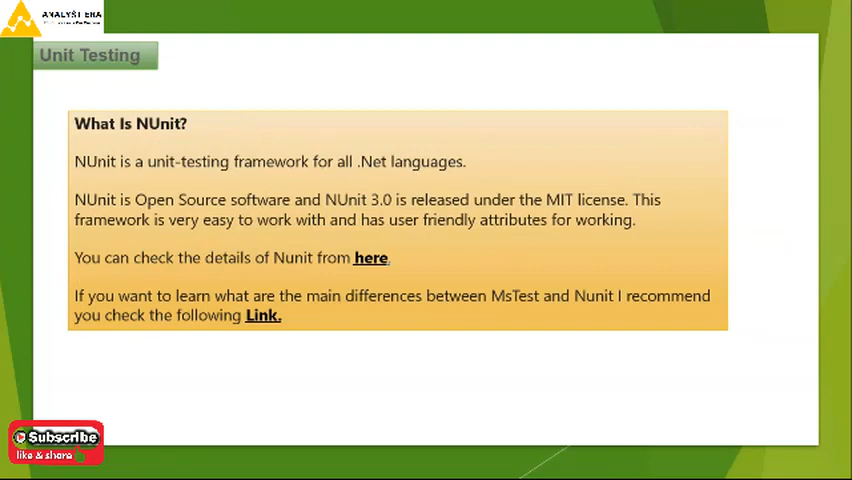 ANALYST ERA
Unit Testing
What Is NUnit?
NUnit is a unit-testing framework for all .Net languages.
NUnit is Open Source software and NUnit 3.0 is released under the MIT license. This
framework is very easy to work with and has user friendly attributes for working.
You can check the details of Nunit from here.
If you want to learn what are the main differences between MsTest and Nunit I recommend
you check the following Link.
Subscribe
like & share